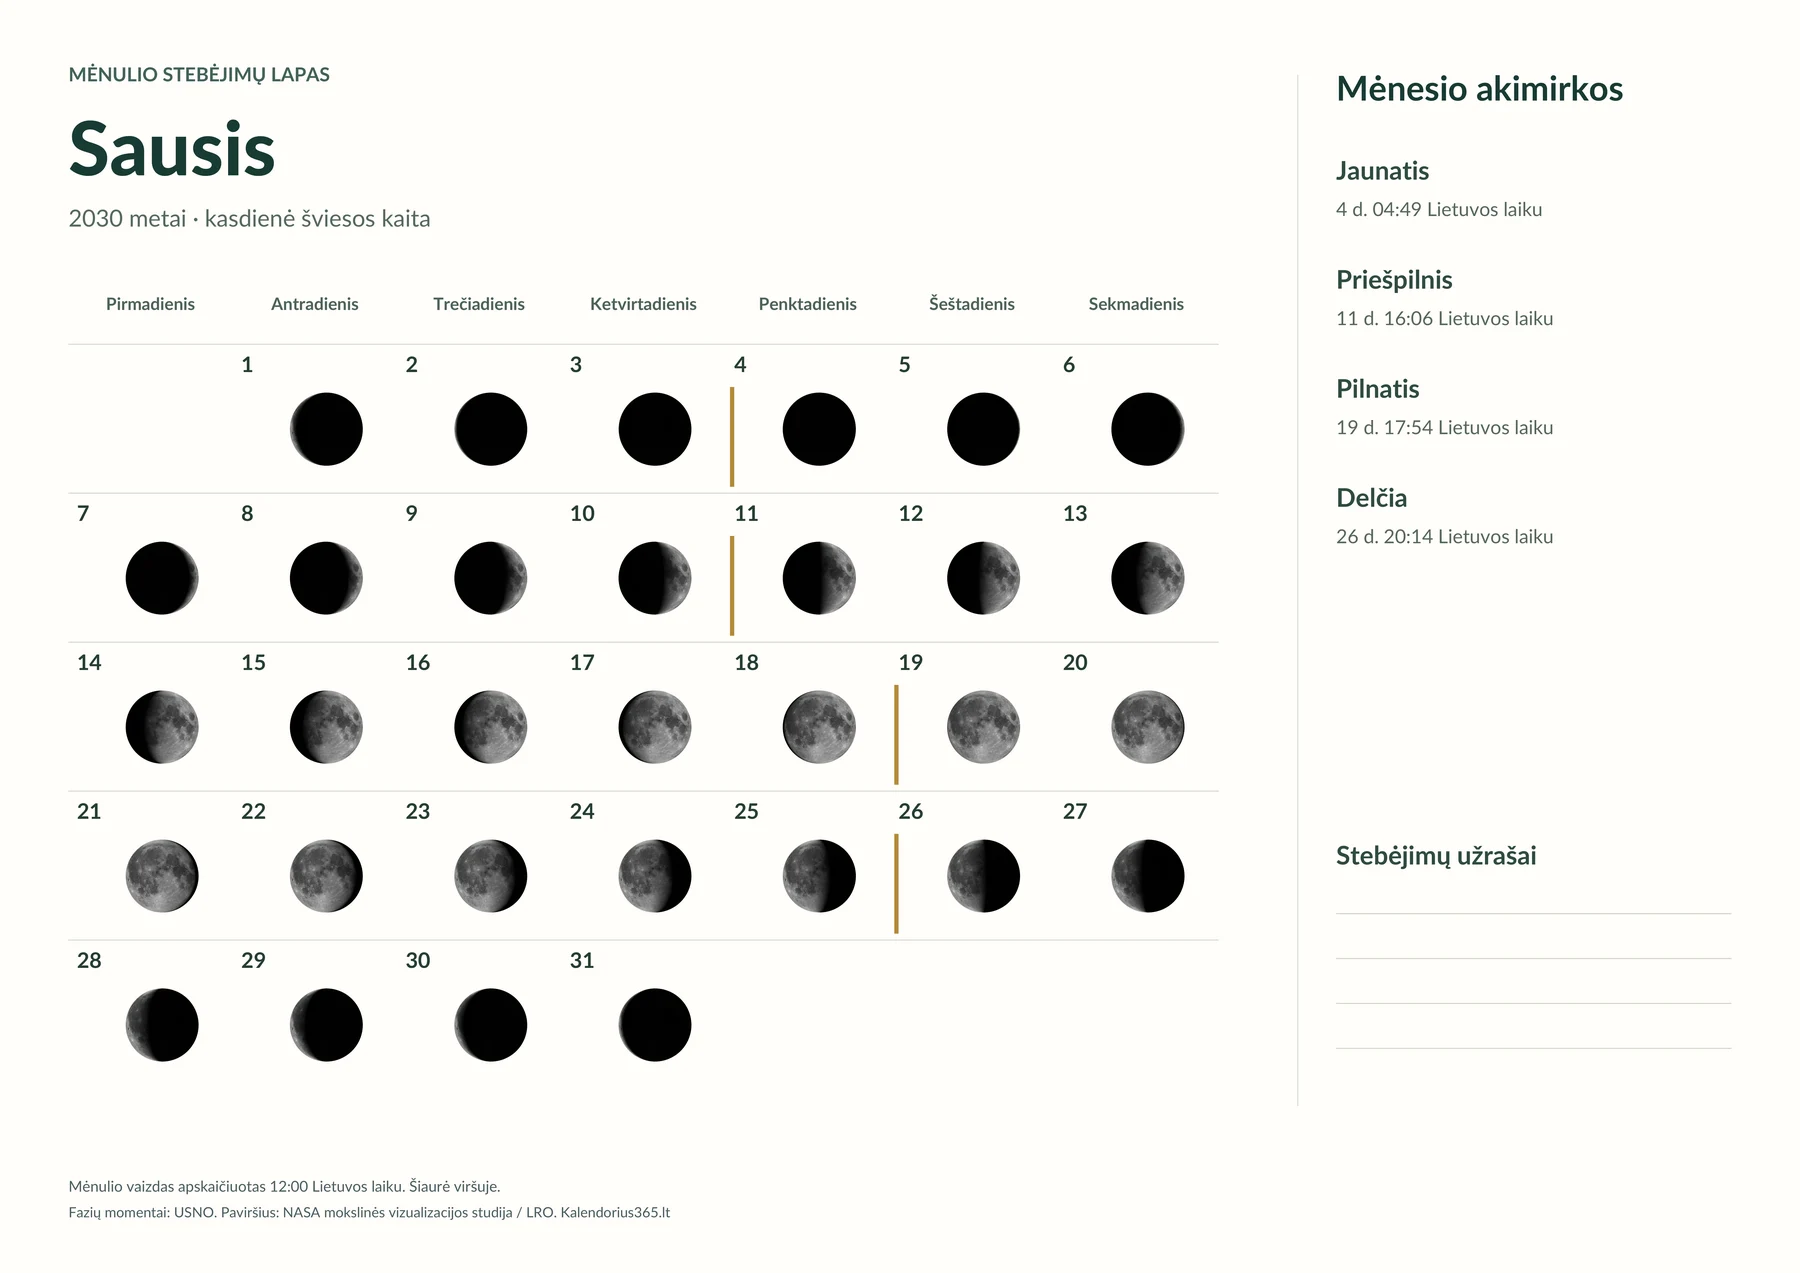 MĖNULIO STEBĖJIMŲ LAPAS
Sausis
2030 metai · kasdienė šviesos kaita
Pirmadienis Antradienis Trečiadienis Ketvirtadienis Penktadienis Šeštadienis Sekmadienis
1 2 3 4 5 6
7 8 9 10 11 12 13
14 15 16 17 18 19 20
21 22 23 24 25 26 27
28 29 30 31
Mėnesio akimirkos
Jaunatis
4 d. 04:49 Lietuvos laiku
Priešpilnis
11 d. 16:06 Lietuvos laiku
Pilnatis
19 d. 17:54 Lietuvos laiku
Delčia
26 d. 20:14 Lietuvos laiku
Stebėjimų užrašai
Mėnulio vaizdas apskaičiuotas 12:00 Lietuvos laiku. Šiaurė viršuje.
Fazių momentai: USNO. Paviršius: NASA mokslinės vizualizacijos studija / LRO. Kalendorius365.lt